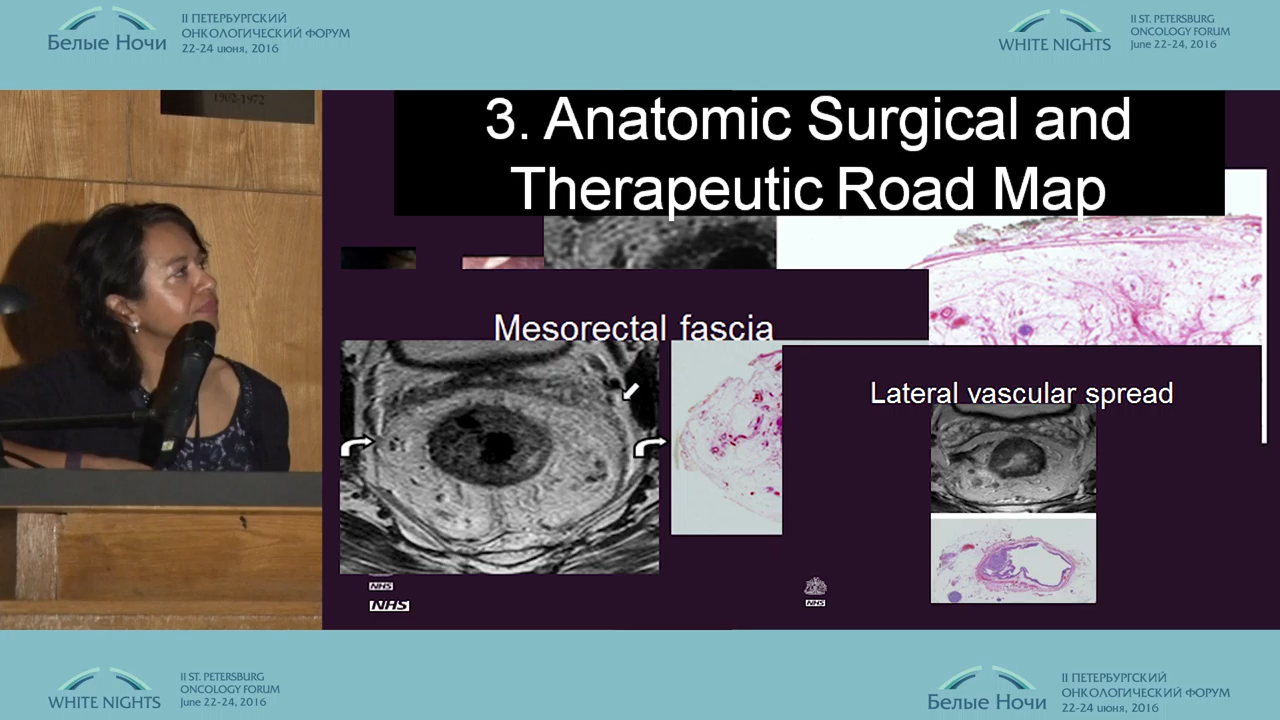 II ПЕТЕРБУРГСКИЙ
ОНКОЛОГИЧЕСКИЙ ФОРУМ
Белые Ночи
22-24 июня, 2016
II ST. PETERSBURG
ONCOLOGY FORUM
WHITE NIGHTS
June 22-24, 2016
1902-1972
3. Anatomic Surgical and
Therapeutic Road Map
Mesorectal fascia
Lateral vascular spread
NHS
NHS
NHS
II ST. PETERSBURG
ONCOLOGY FORUM
WHITE NIGHTS
June 22-24, 2016
II ПЕТЕРБУРГСКИЙ
ОНКОЛОГИЧЕСКИЙ ФОРУМ
Белые Ночи
22-24 июня, 2016